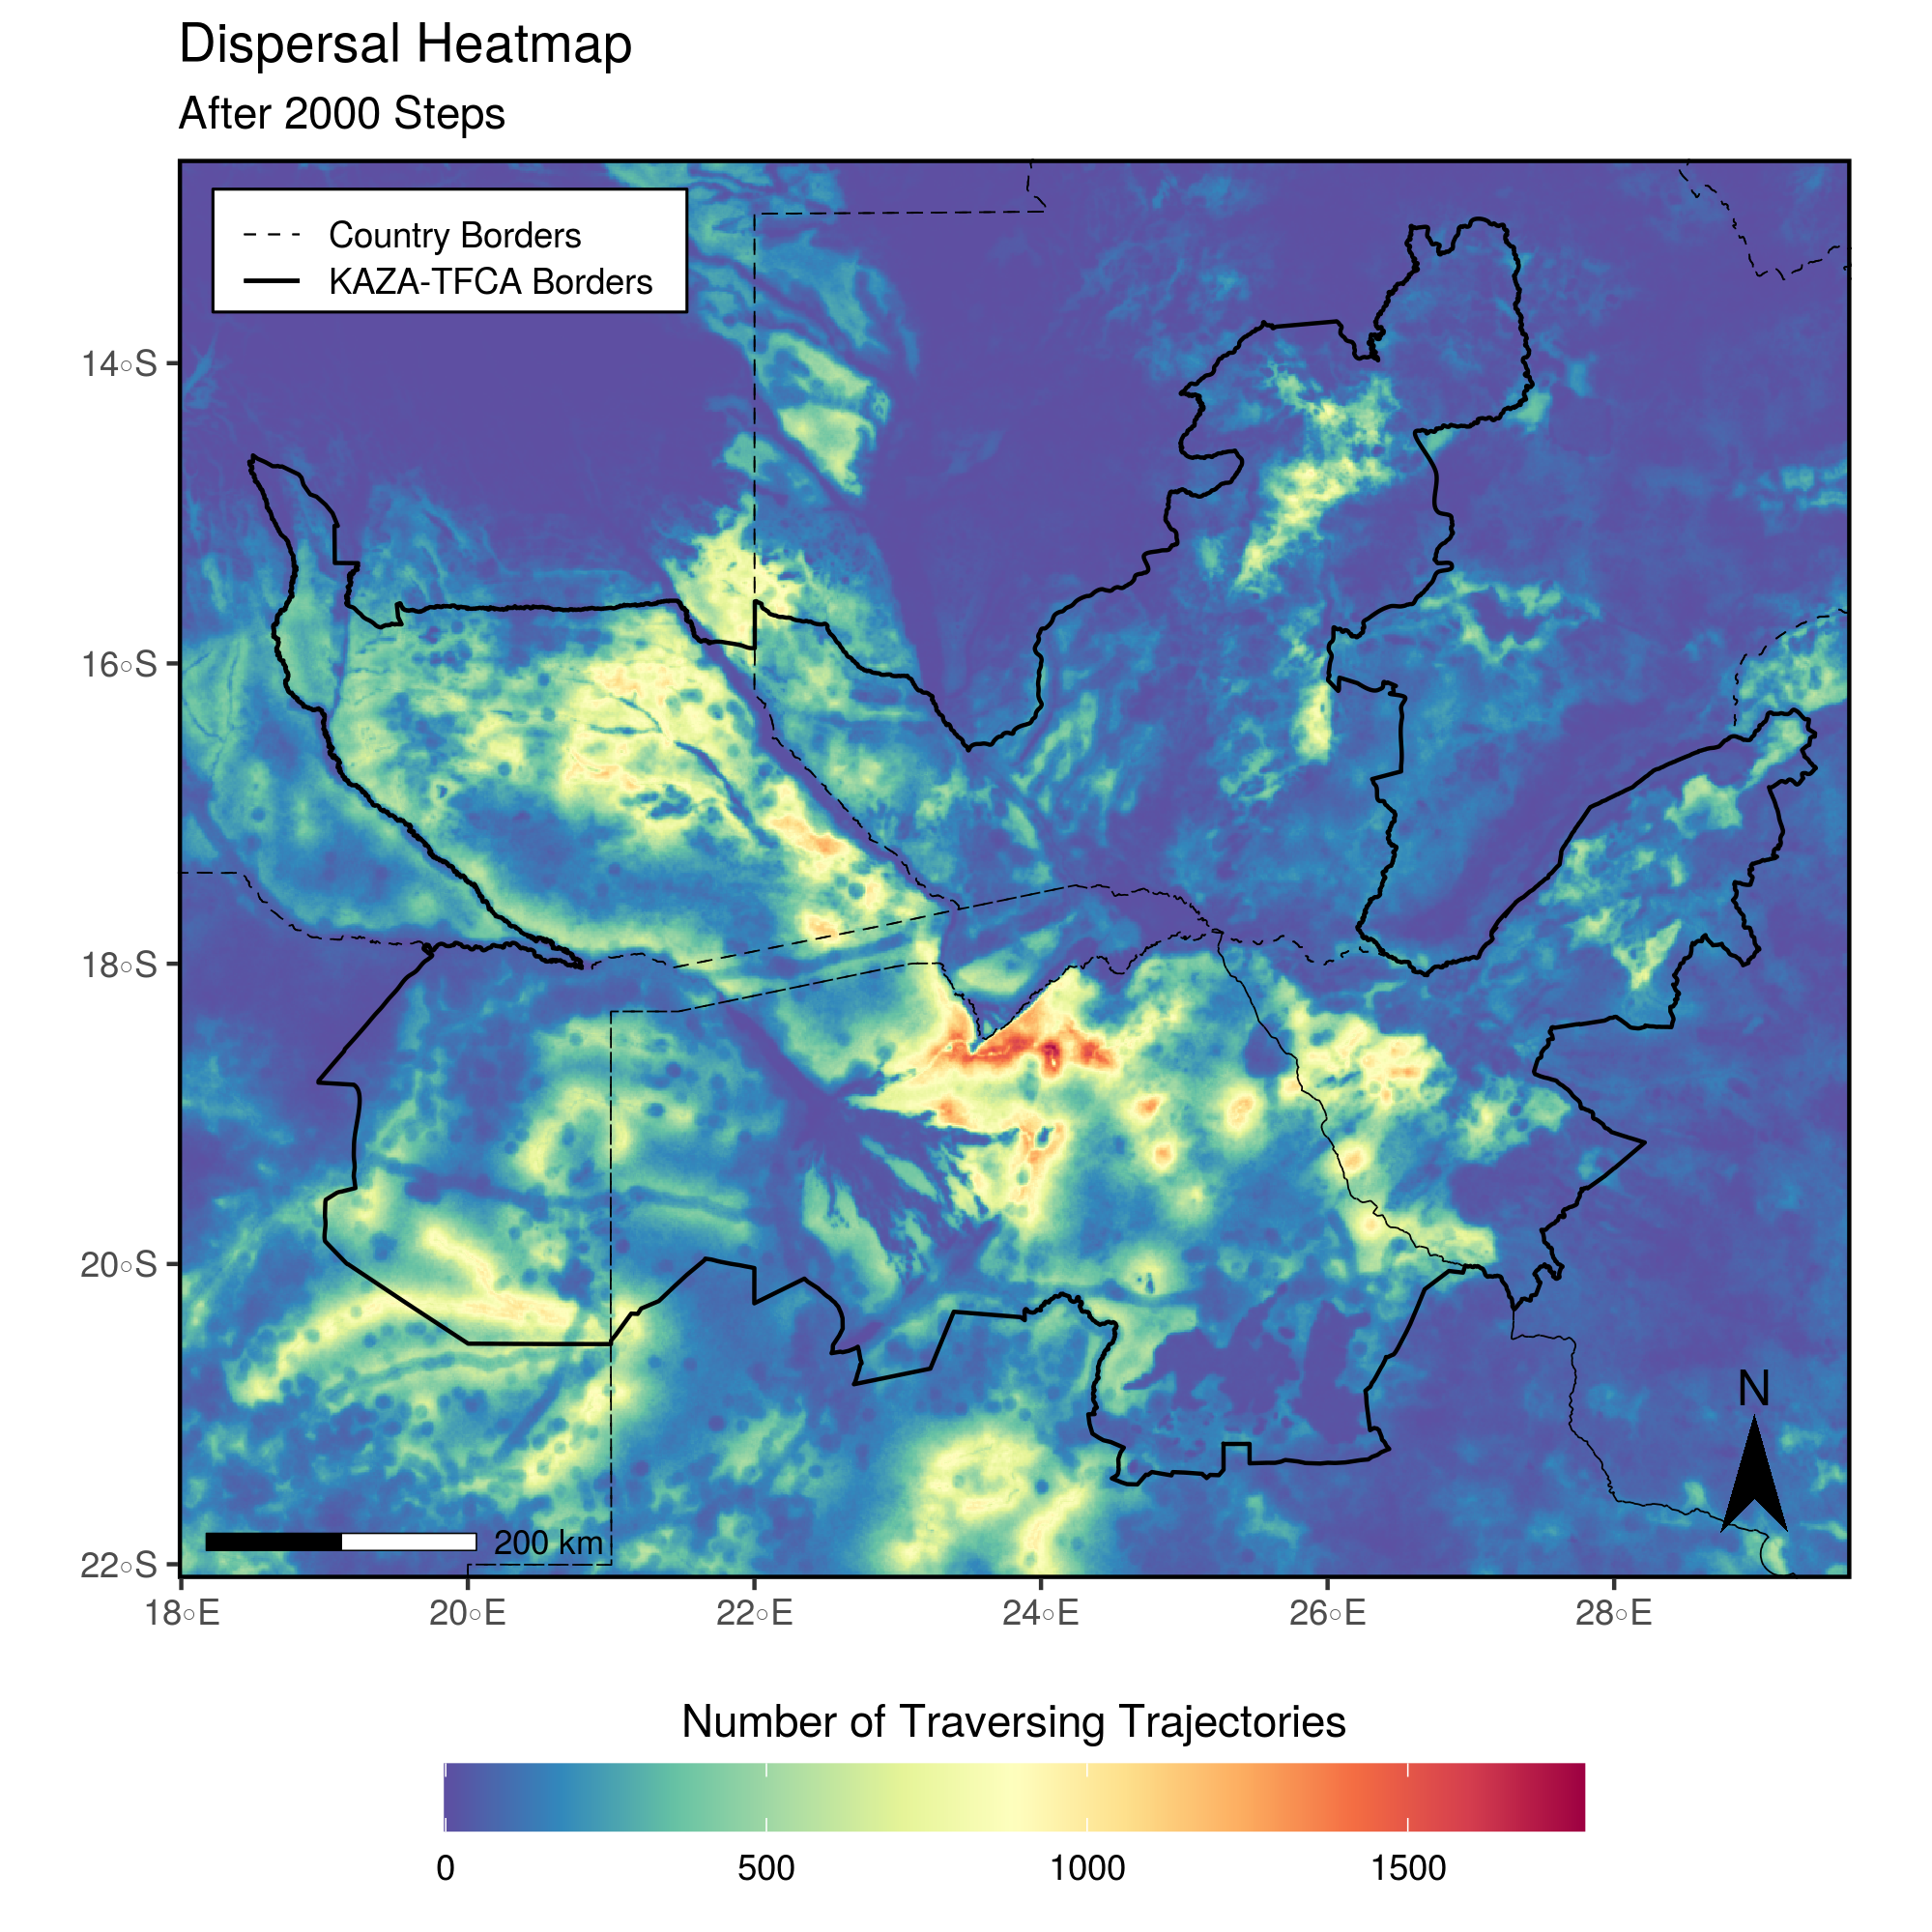 Dispersal Heatmap
After 2000 Steps
Country Borders
KAZA-TFCA Borders
14°S
16°S
18°S
20°S
22°S
N
200 km
18°E 20°E 22°E 24°E 26°E 28°E
Number of Traversing Trajectories
0 500 1000 1500